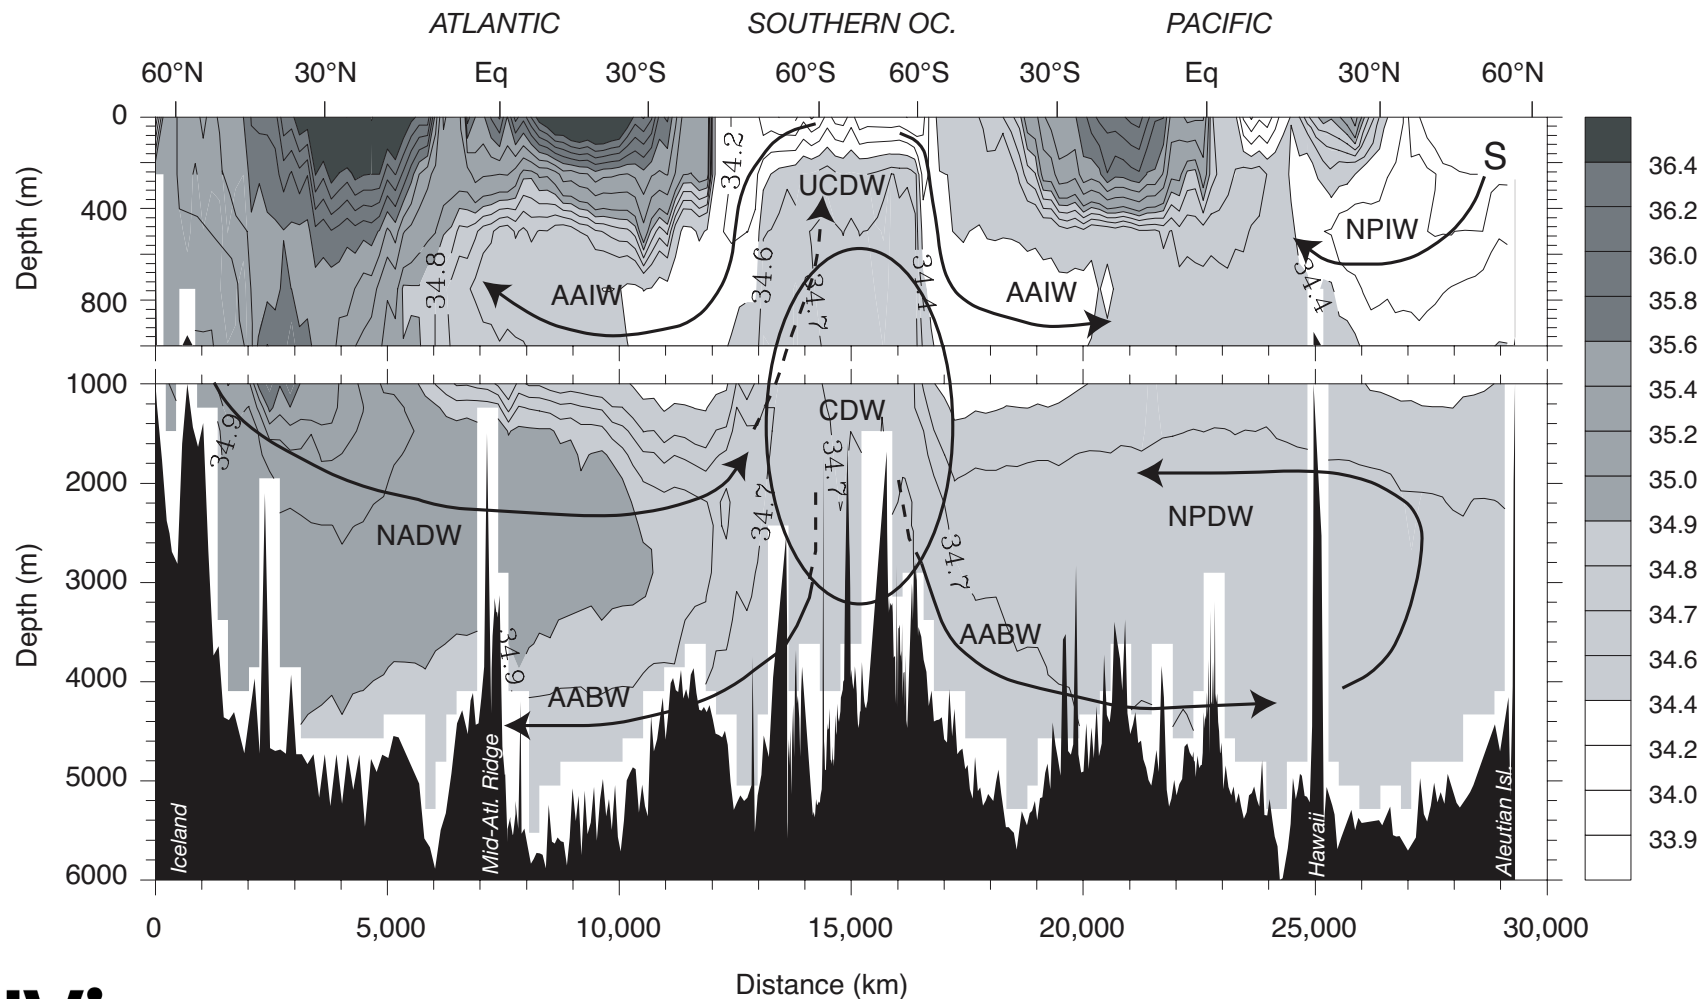 ATLANTIC SOUTHERN OC. PACIFIC
60°N 30°N Eq 30°S 60°S 60°S 30°S Eq 30°N 60°N
Depth (m)
0
400
800
34.2
S
UCDW
NPIW
34.8
34.6
34.7
34.4
34.4
AAIW
AAIW
36.4
36.2
36.0
35.8
35.6
35.4
35.2
35.0
34.9
34.8
34.7
34.6
34.4
34.2
34.0
33.9
Depth (m)
1000
2000
3000
4000
5000
6000
34.9
CDW
34.7
34.7
34.7
NADW
NPDW
34.9
AABW
AABW
Iceland
Mid-Atl. Ridge
Hawaii
Aleutian Isl.
0 5,000 10,000 15,000 20,000 25,000 30,000
Distance (km)